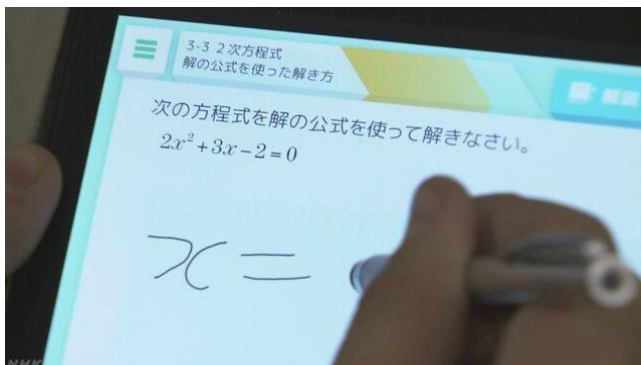 3-3 2次方程式
解の公式を使った解き方
次の方程式を解の公式を使って解きなさい。
2x²+3x-2=0
x=
NHK